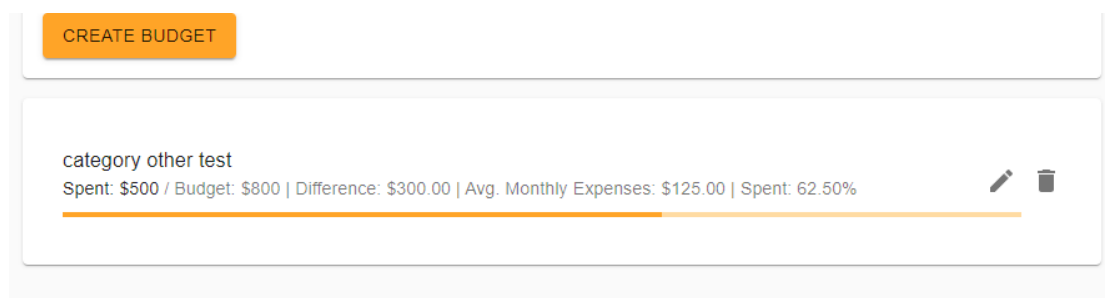 CREATE BUDGET
category other test
Spent: $500 / Budget: $800 | Difference: $300.00 | Avg. Monthly Expenses: $125.00 | Spent: 62.50%